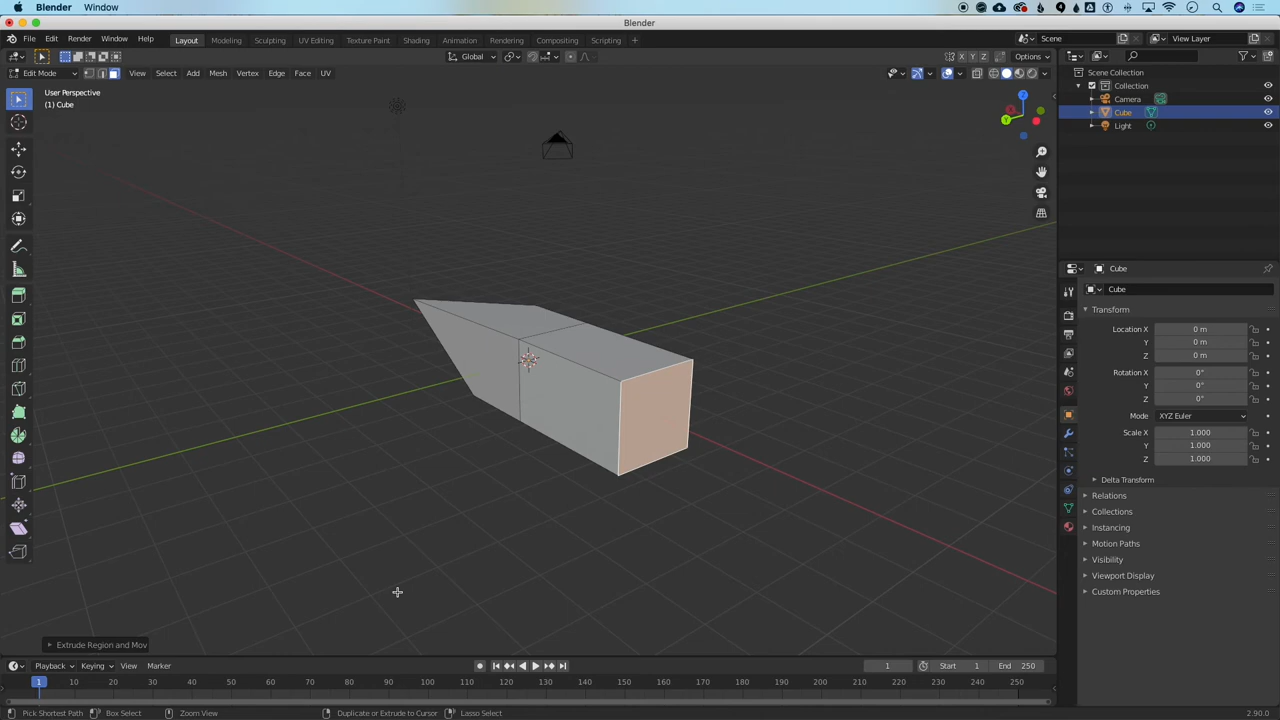 Blender Window
Blender
File Edit Render Window Help Layout Modeling Sculpting UV Editing Texture Paint Shading Animation Rendering Compositing Scripting + Scene View Layer
Global X Y Z Options
Edit Mode View Select Add Mesh Vertex Edge Face UV
User Perspective
(1) Cube
Z
Y
Scene Collection
Collection
Camera
Cube
Light
Cube
Cube
Transform
Location X 0 m
Y 0 m
Z 0 m
Rotation X 0°
Y 0°
Z 0°
Mode XYZ Euler
Scale X 1.000
Y 1.000
Z 1.000
Delta Transform
Relations
Collections
Instancing
Motion Paths
Visibility
Viewport Display
Custom Properties
Extrude Region and Mov
Playback Keying View Marker 1 Start 1 End 250
1 10 20 30 40 50 60 70 80 90 100 110 120 130 140 150 160 170 180 190 200 210 220 230 240 250
Pick Shortest Path Box Select Zoom View Duplicate or Extrude to Cursor Lasso Select 2.90.0